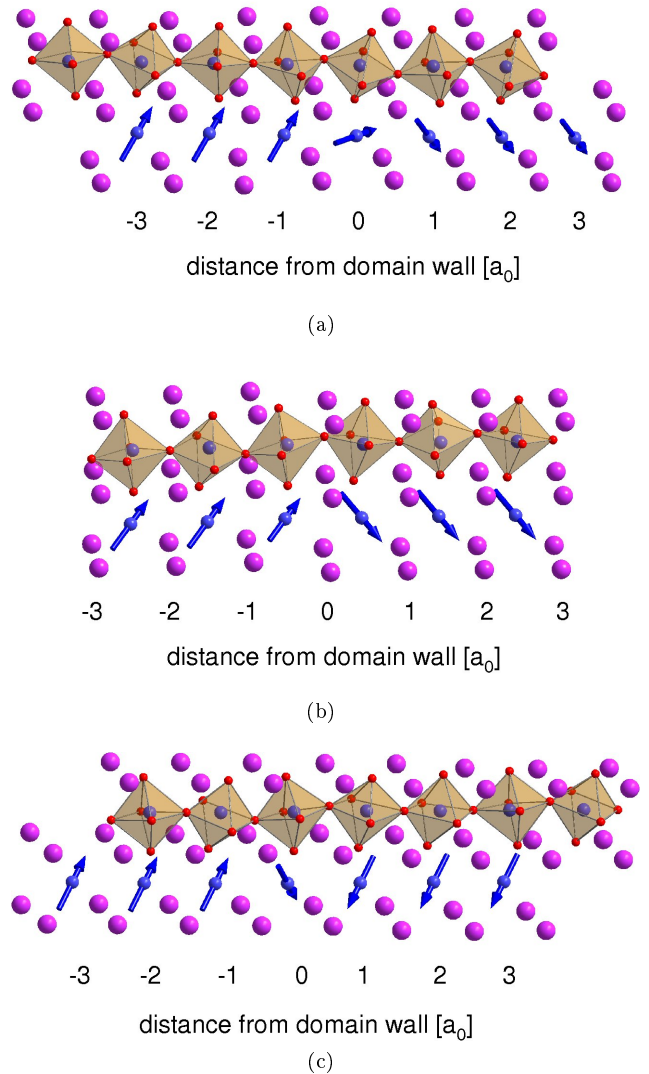 -3 -2 -1 0 1 2 3
distance from domain wall [a₀]
(a)
-3 -2 -1 0 1 2 3
distance from domain wall [a₀]
(b)
-3 -2 -1 0 1 2 3
distance from domain wall [a₀]
(c)